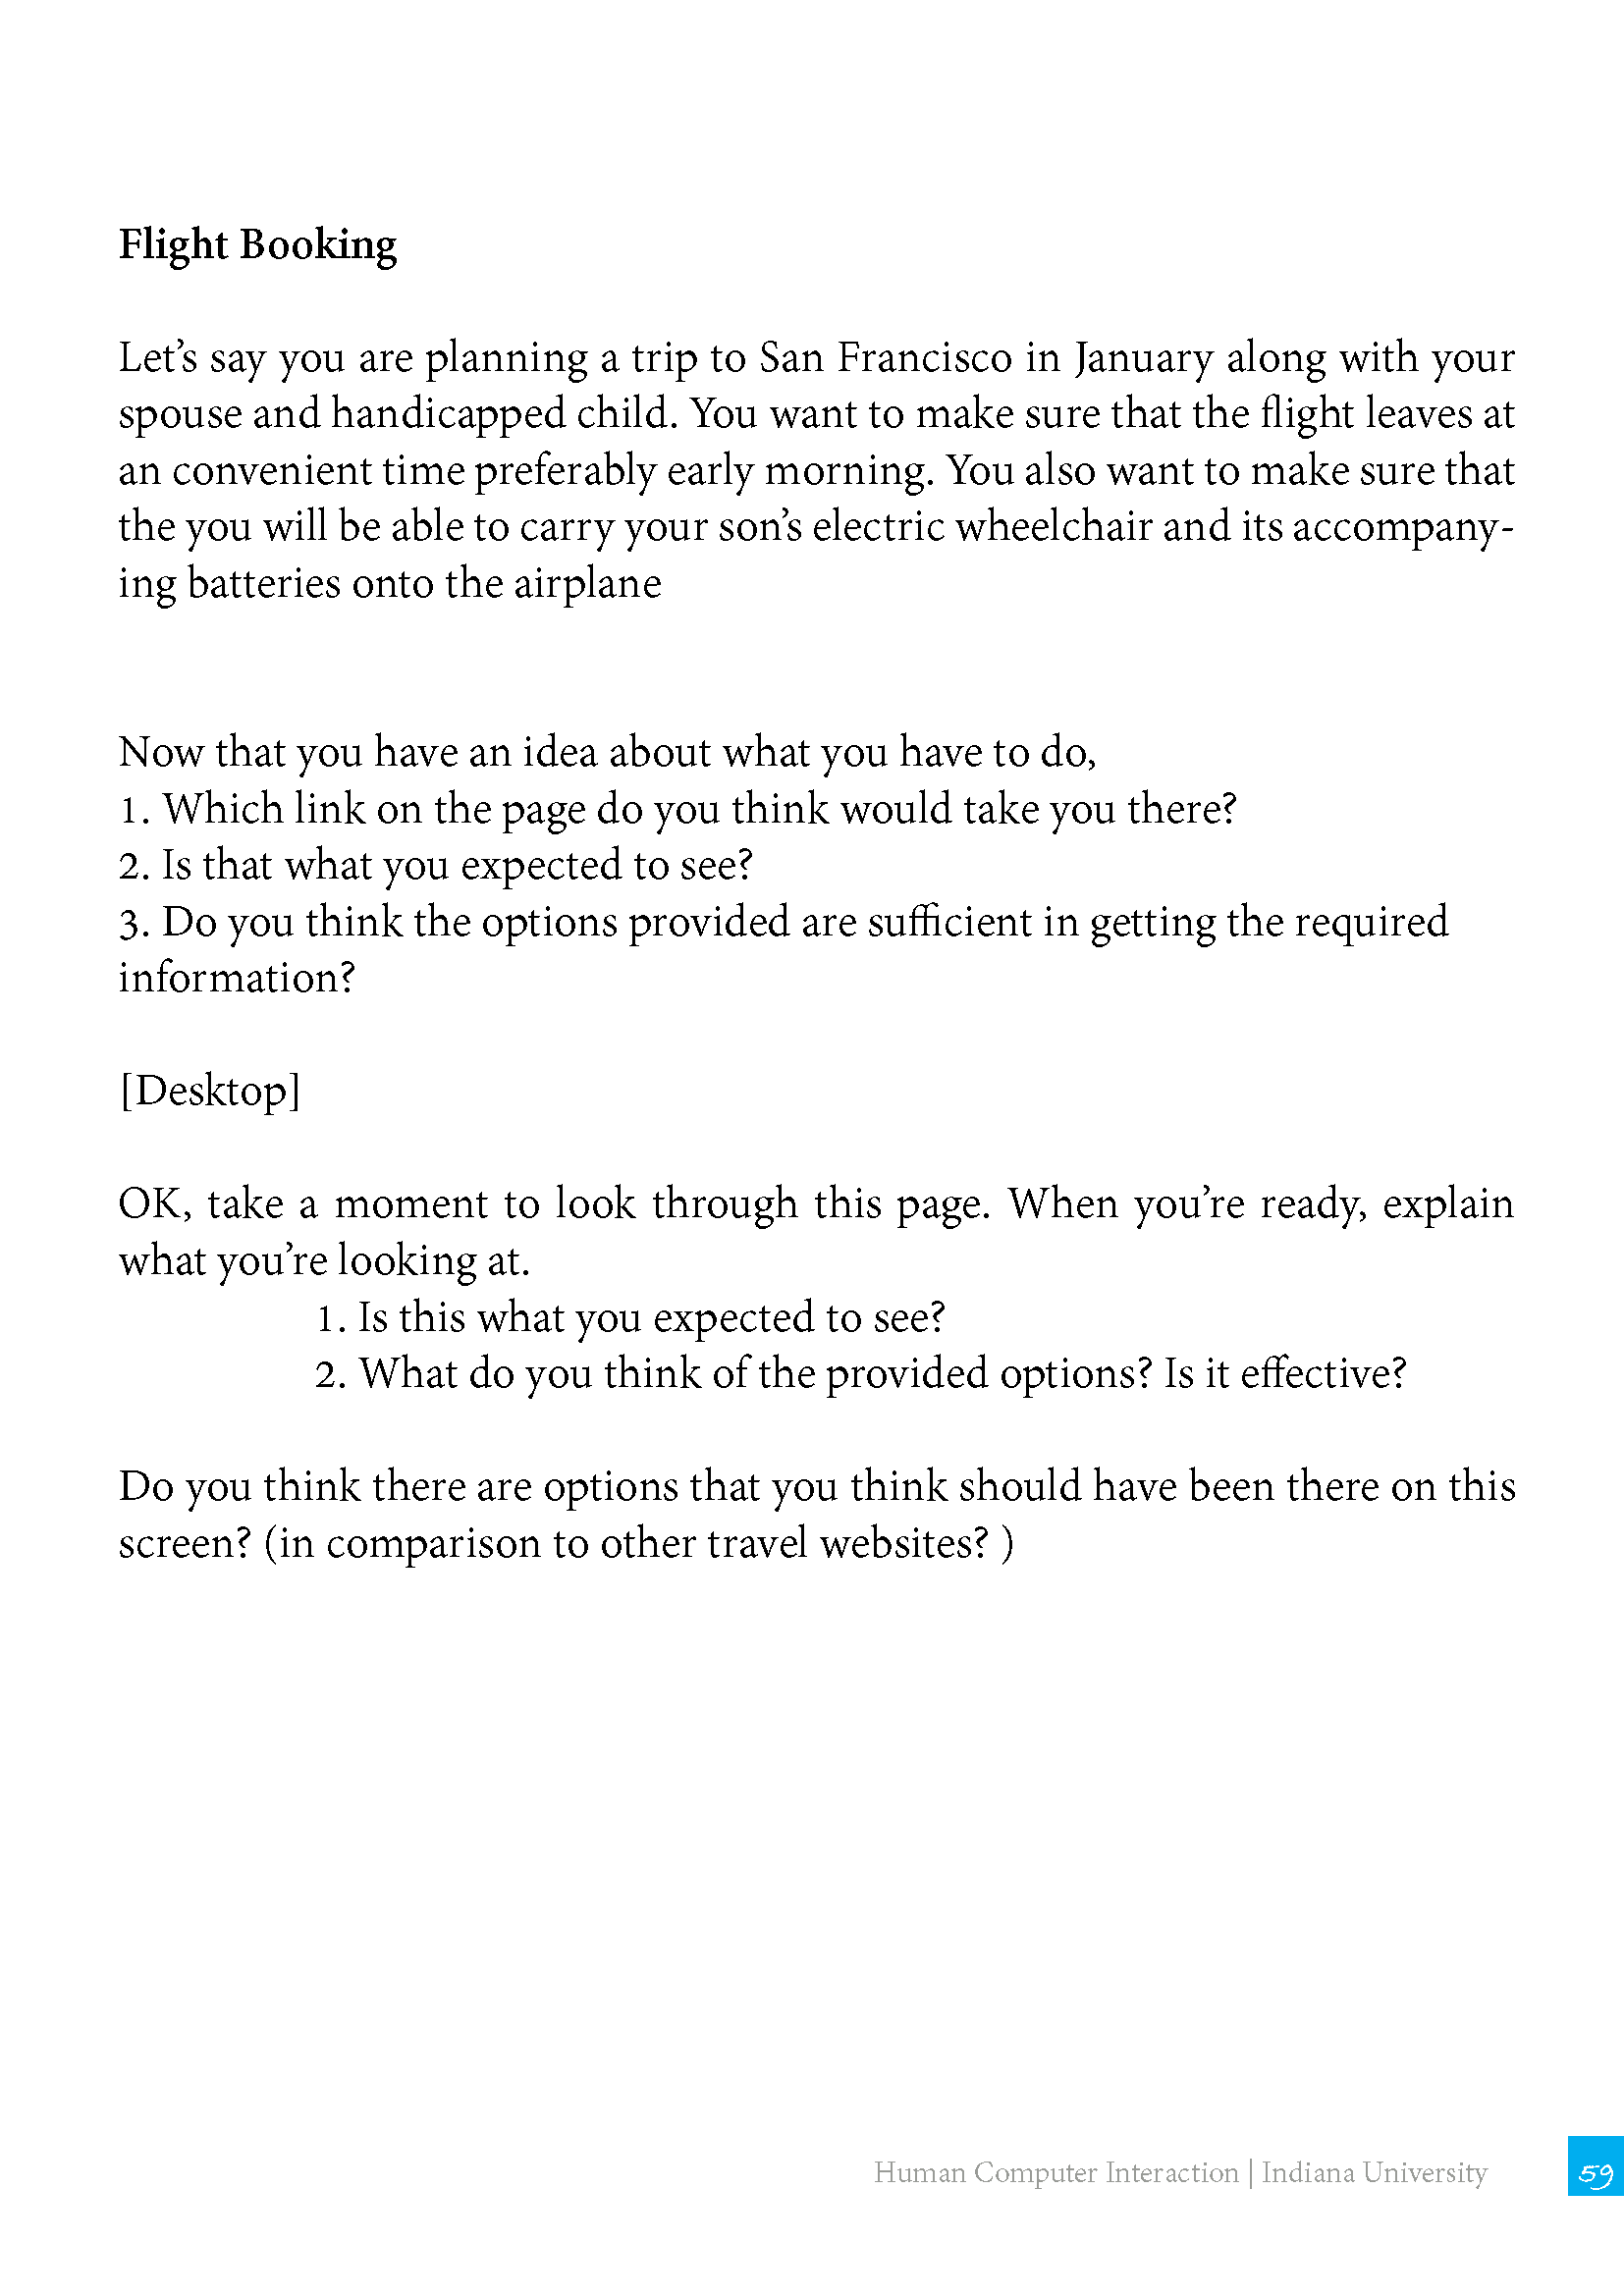 Flight Booking
Let’s say you are planning a trip to San Francisco in January along with your
spouse and handicapped child. You want to make sure that the flight leaves at
an convenient time preferably early morning. You also want to make sure that
the you will be able to carry your son’s electric wheelchair and its accompany-
ing batteries onto the airplane
Now that you have an idea about what you have to do,
1. Which link on the page do you think would take you there?
2. Is that what you expected to see?
3. Do you think the options provided are sufficient in getting the required
information?
[Desktop]
OK, take a moment to look through this page. When you’re ready, explain
what you’re looking at.
1. Is this what you expected to see?
2. What do you think of the provided options? Is it effective?
Do you think there are options that you think should have been there on this
screen? (in comparison to other travel websites? )
Human Computer Interaction | Indiana University
59